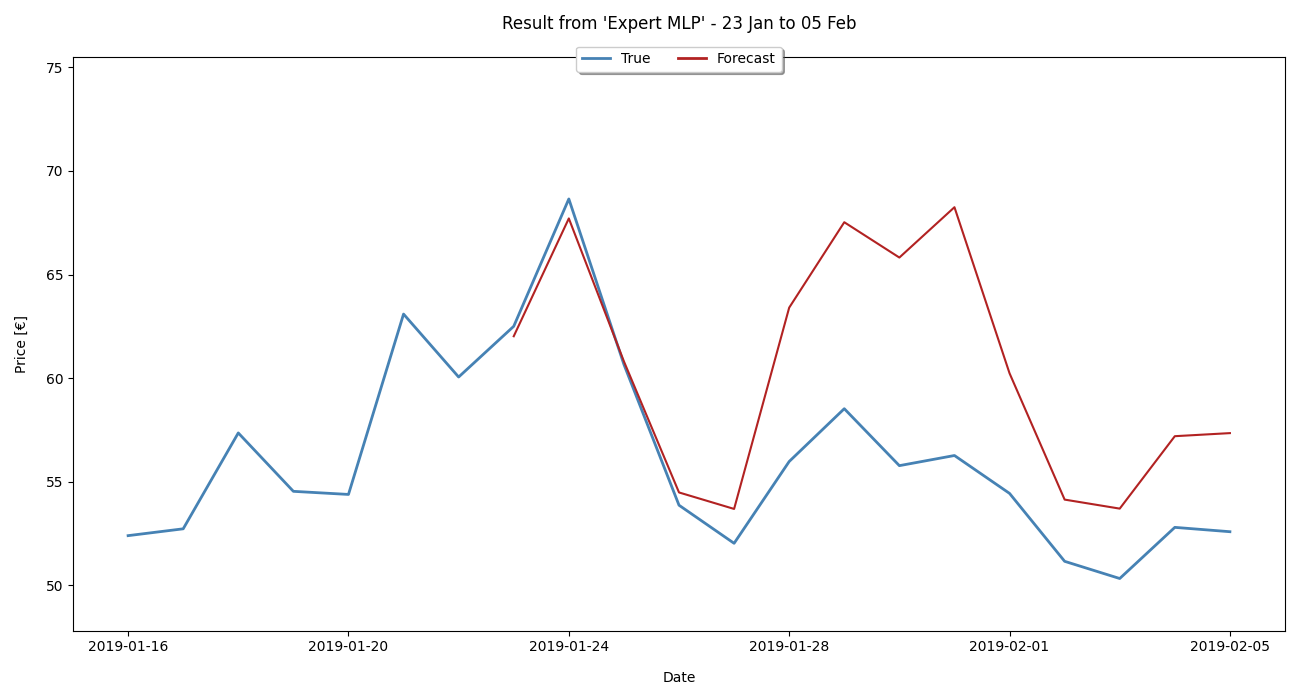 Result from 'Expert MLP' - 23 Jan to 05 Feb
True Forecast
75
70
65
60
55
50
Price [€]
2019-01-16 2019-01-20 2019-01-24 2019-01-28 2019-02-01 2019-02-05
Date